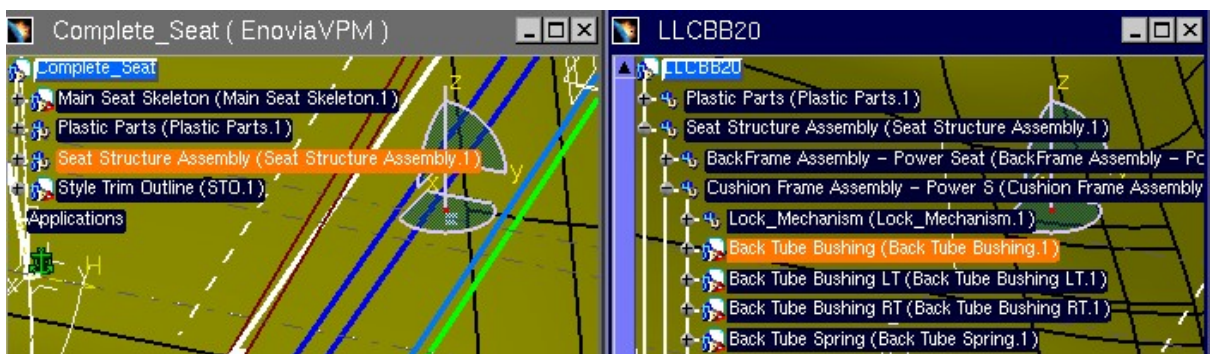 Complete_Seat ( EnoviaVPM )
Complete_Seat
Main Seat Skeleton (Main Seat Skeleton.1)
Plastic Parts (Plastic Parts.1)
Seat Structure Assembly (Seat Structure Assembly.1)
Style Trim Outline (STO.1)
Applications
z
y
x
H
LLCBB20
LLCBB20
Plastic Parts (Plastic Parts.1)
Seat Structure Assembly (Seat Structure Assembly.1)
BackFrame Assembly – Power Seat (BackFrame Assembly – Po
Cushion Frame Assembly – Power S (Cushion Frame Assembly
Lock_Mechanism (Lock_Mechanism.1)
Back Tube Bushing (Back Tube Bushing.1)
Back Tube Bushing LT (Back Tube Bushing LT.1)
Back Tube Bushing RT (Back Tube Bushing RT.1)
Back Tube Spring (Back Tube Spring.1)
z